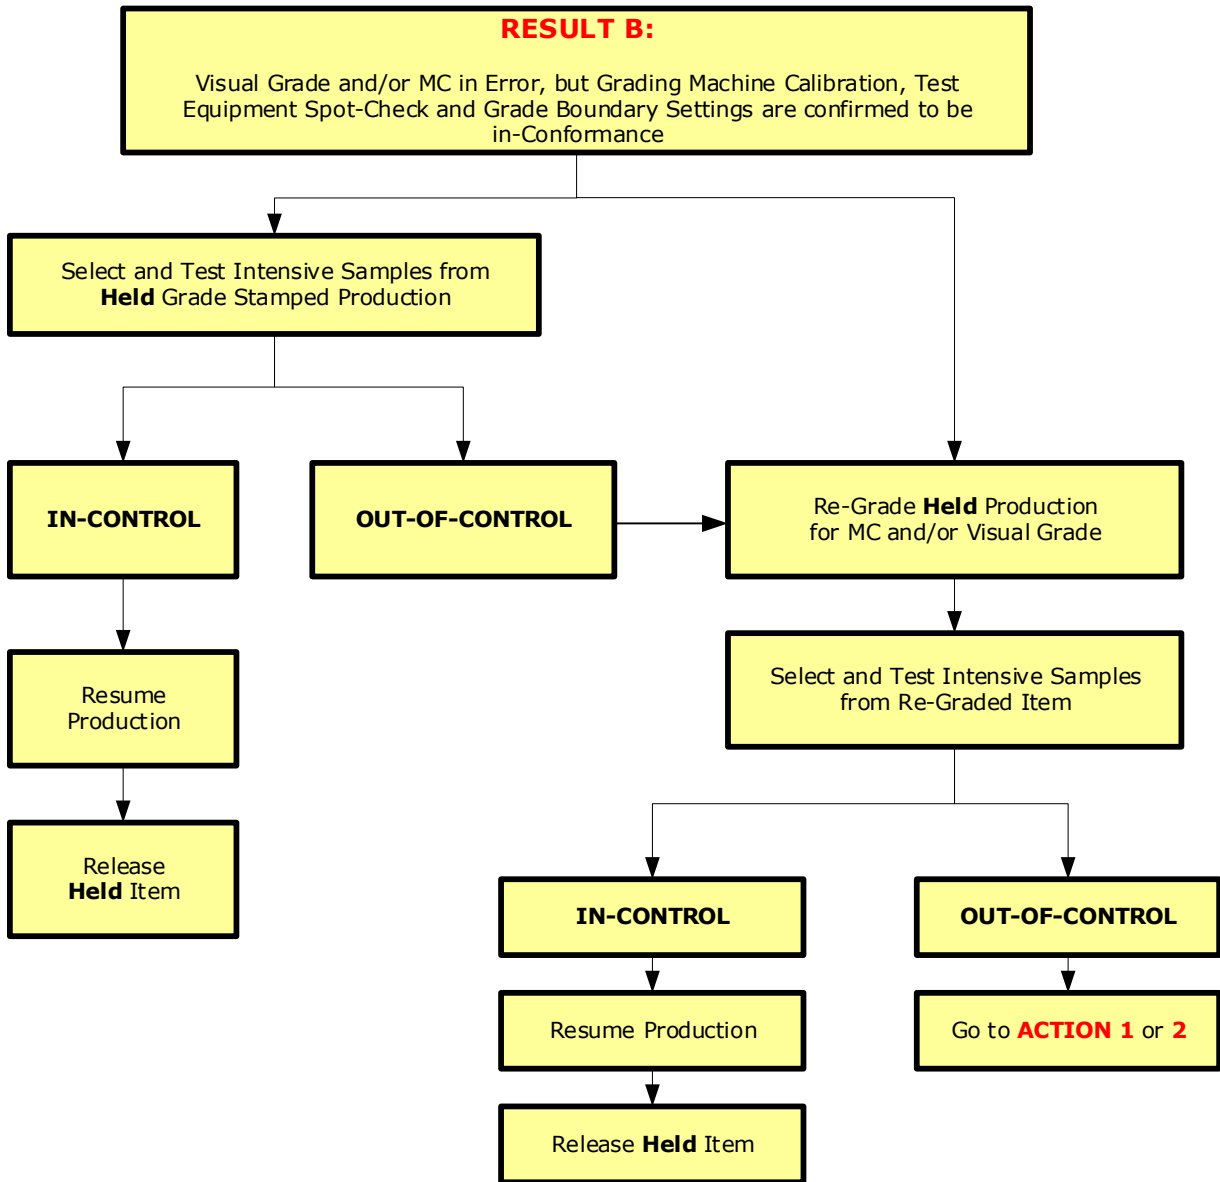 RESULT B:
Visual Grade and/or MC in Error, but Grading Machine Calibration, Test
Equipment Spot-Check and Grade Boundary Settings are confirmed to be
in-Conformance
Select and Test Intensive Samples from
Held Grade Stamped Production
IN-CONTROL
OUT-OF-CONTROL
Re-Grade Held Production
for MC and/or Visual Grade
Resume
Production
Select and Test Intensive Samples
from Re-Graded Item
Release
Held Item
IN-CONTROL
OUT-OF-CONTROL
Resume Production
Go to ACTION 1 or 2
Release Held Item